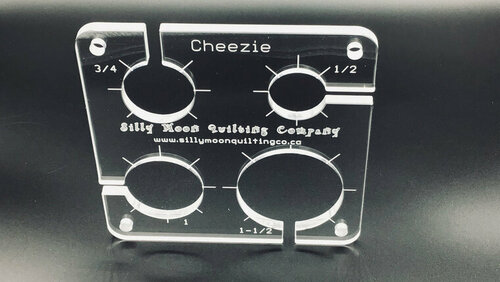 Cheezie
3/4
1/2
Silly Moon Quilting Company
www.sillymoonquiltingco.ca
1
1-1/2